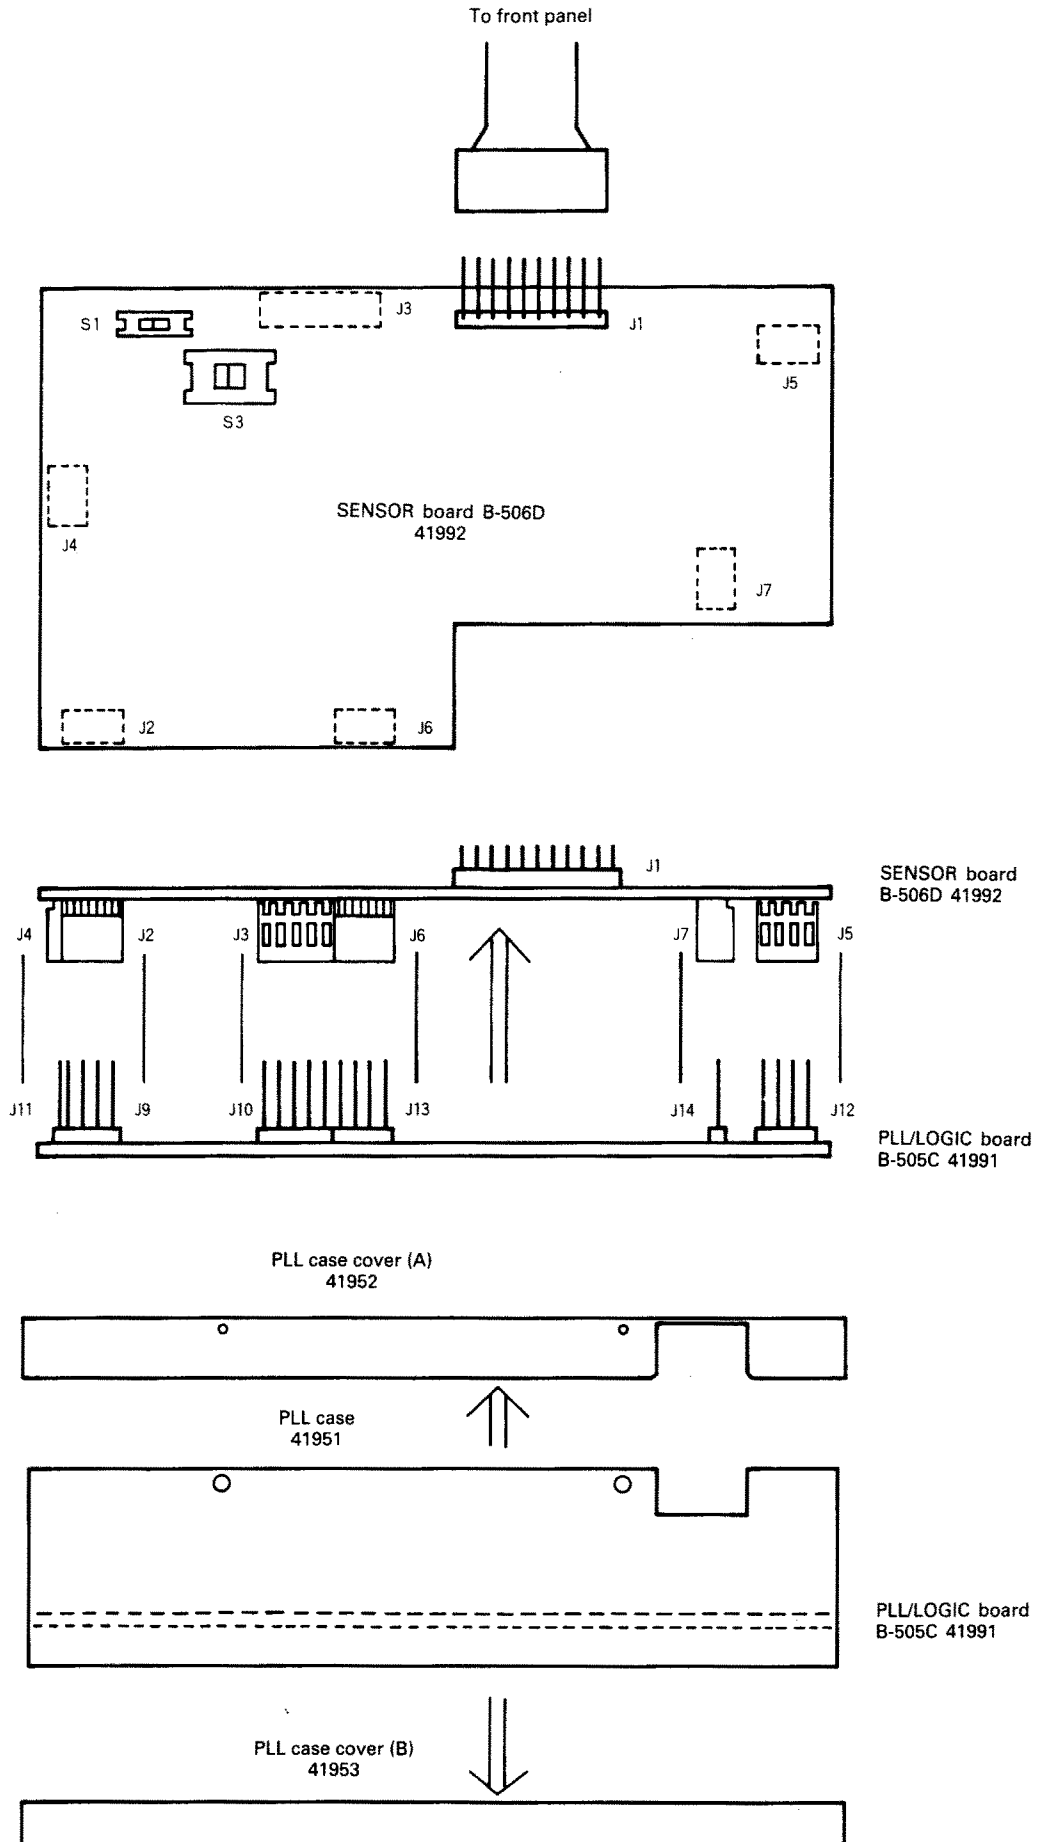 To front panel
J3
S1
J1
J5
S3
SENSOR board B-506D
41992
J4
J7
J2
J6
J1
SENSOR board
B-506D 41992
J4
J2
J3
J6
J7
J5
J11
J9
J10
J13
J14
J12
PLL/LOGIC board
B-505C 41991
PLL case cover (A)
41952
PLL case
41951
PLL/LOGIC board
B-505C 41991
PLL case cover (B)
41953